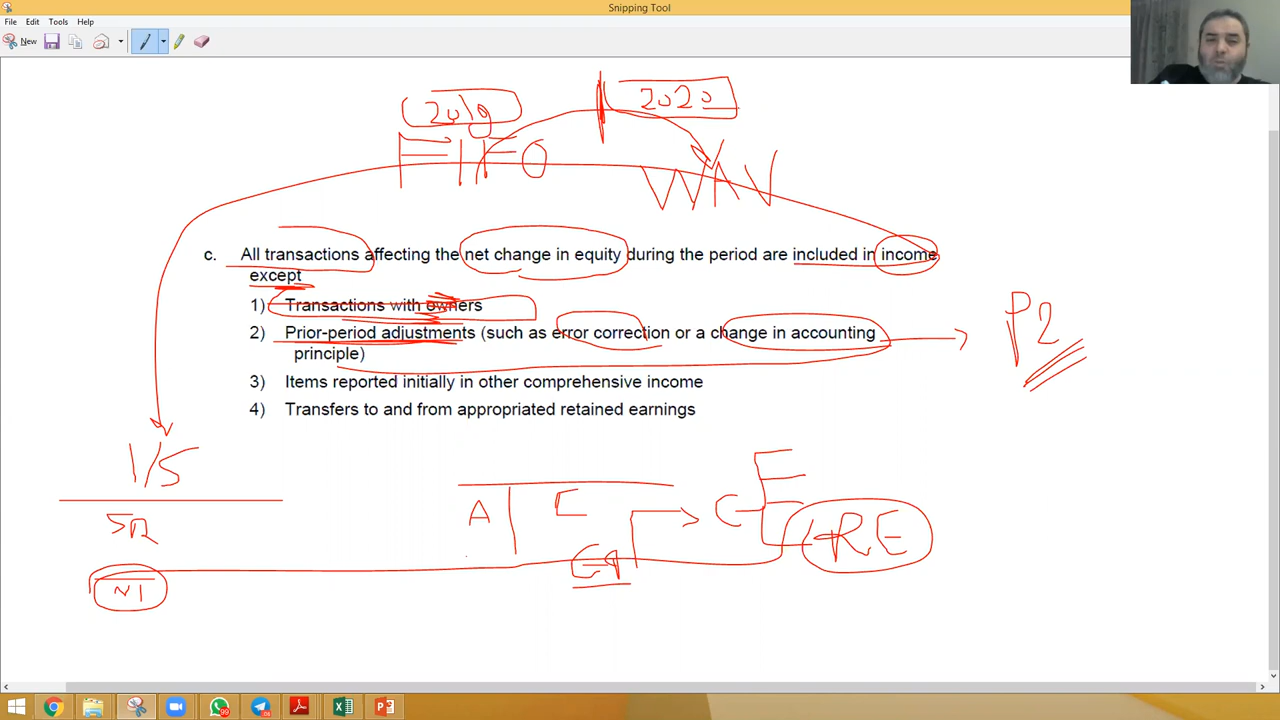 Snipping Tool
File Edit Tools Help
New
2019 2020
FIFO WAV
c. All transactions affecting the net change in equity during the period are included in income
except
1) Transactions with owners
2) Prior-period adjustments (such as error correction or a change in accounting
principle)
3) Items reported initially in other comprehensive income
4) Transfers to and from appropriated retained earnings
P2
I/S
A
RE
NI